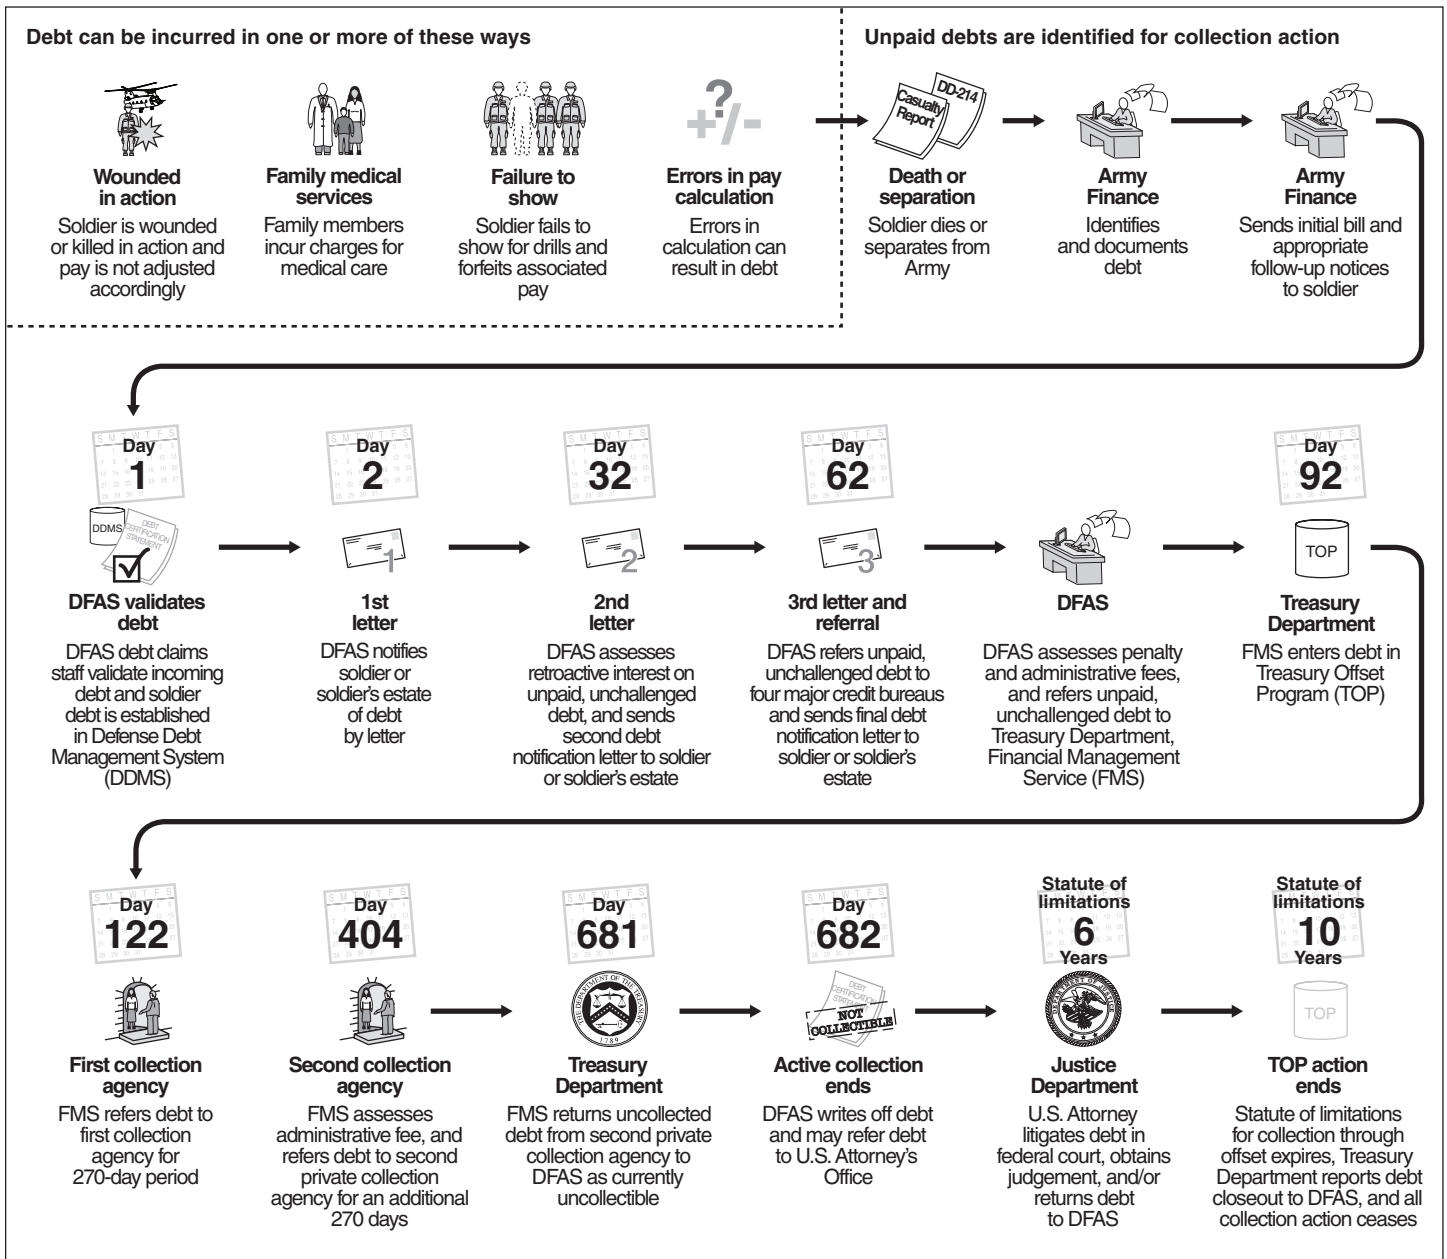 Debt can be incurred in one or more of these ways
Wounded
in action
Soldier is wounded
or killed in action and
pay is not adjusted
accordingly
Family medical
services
Family members
incur charges for
medical care
Failure to
show
Soldier fails to
show for drills and
forfeits associated
pay
?
+/-
Errors in pay
calculation
Errors in
calculation can
result in debt
Unpaid debts are identified for collection action
Casualty
Report
DD-214
Death or
separation
Soldier dies or
separates from
Army
Army
Finance
Identifies
and documents
debt
Army
Finance
Sends initial bill and
appropriate
follow-up notices
to soldier
S M T W T F S
Day
1
DDMS
DEBT
CERTIFICATION
STATEMENT
DFAS validates
debt
DFAS debt claims
staff validate incoming
debt and soldier
debt is established
in Defense Debt
Management System
(DDMS)
S M T W T F S
Day
2
1
1st
letter
DFAS notifies
soldier or
soldier's estate
of debt
by letter
S M T W T F S
Day
32
2
2nd
letter
DFAS assesses
retroactive interest on
unpaid, unchallenged
debt, and sends
second debt
notification letter to soldier
or soldier's estate
S M T W T F S
Day
62
3
3rd letter and
referral
DFAS refers unpaid,
unchallenged debt to
four major credit bureaus
and sends final debt
notification letter to
soldier or soldier's
estate
DFAS
DFAS assesses penalty
and administrative fees,
and refers unpaid,
unchallenged debt to
Treasury Department,
Financial Management
Service (FMS)
S M T W T F S
Day
92
TOP
Treasury
Department
FMS enters debt in
Treasury Offset
Program (TOP)
S M T W T F S
Day
122
First collection
agency
FMS refers debt to
first collection
agency for
270-day period
S M T W T F S
Day
404
Second collection
agency
FMS assesses
administrative fee, and
refers debt to second
private collection
agency for an additional
270 days
S M T W T F S
Day
681
THE DEPARTMENT OF THE TREASURY
1789
Treasury
Department
FMS returns uncollected
debt from second private
collection agency to
DFAS as currently
uncollectible
S M T W T F S
Day
682
DEBT
CERTIFICATION
STATEMENT
NOT
COLLECTIBLE
Active collection
ends
DFAS writes off debt
and may refer debt
to U.S. Attorney's
Office
Statute of
limitations
6
Years
DEPARTMENT OF JUSTICE
Justice
Department
U.S. Attorney
litigates debt in
federal court, obtains
judgement, and/or
returns debt
to DFAS
Statute of
limitations
10
Years
TOP
TOP action
ends
Statute of limitations
for collection through
offset expires, Treasury
Department reports debt
closeout to DFAS, and all
collection action ceases